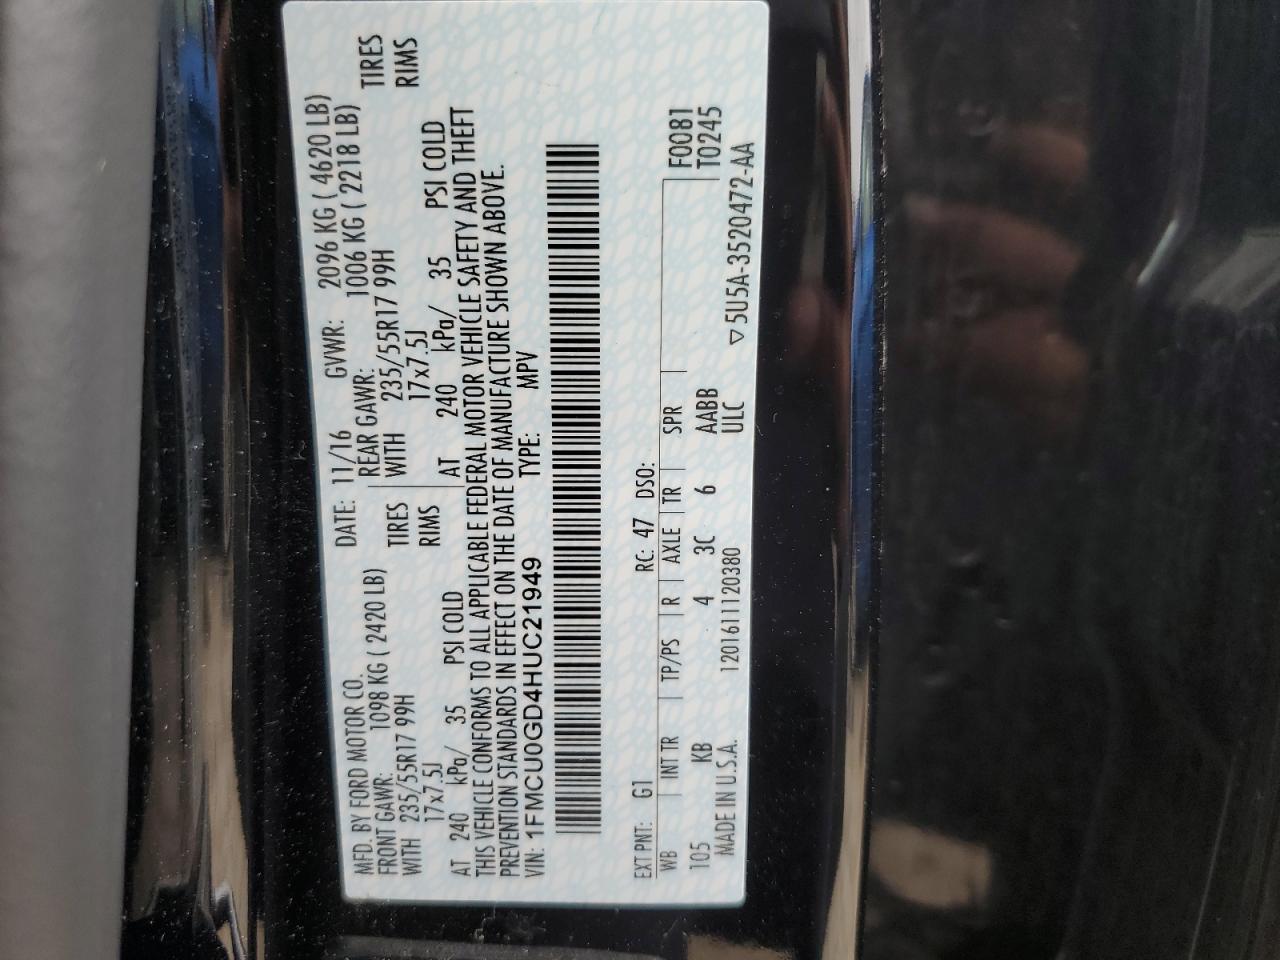 MFD. BY FORD MOTOR CO. DATE: 11/16 GVWR: 2096 KG ( 4620 LB)
FRONT GAWR: 1098 KG ( 2420 LB) REAR GAWR: 1006 KG ( 2218 LB)
WITH 235/55R17 99H TIRES WITH 235/55R17 99H TIRES
17x7.5J RIMS 17x7.5J RIMS
AT 240 kPa/ 35 PSI COLD AT 240 kPa/ 35 PSI COLD
THIS VEHICLE CONFORMS TO ALL APPLICABLE FEDERAL MOTOR VEHICLE SAFETY AND THEFT
PREVENTION STANDARDS IN EFFECT ON THE DATE OF MANUFACTURE SHOWN ABOVE.
VIN: 1FMCU0GD4HUC21949 TYPE: MPV
EXT PNT: G1 RC: 47 DSO:
WB INT TR TP/PS R AXLE TR SPR F0081
105 KB 4 3C 6 AABB T0245
MADE IN U.S.A. 1201611120380 ULC ▽5U5A-3520472-AA